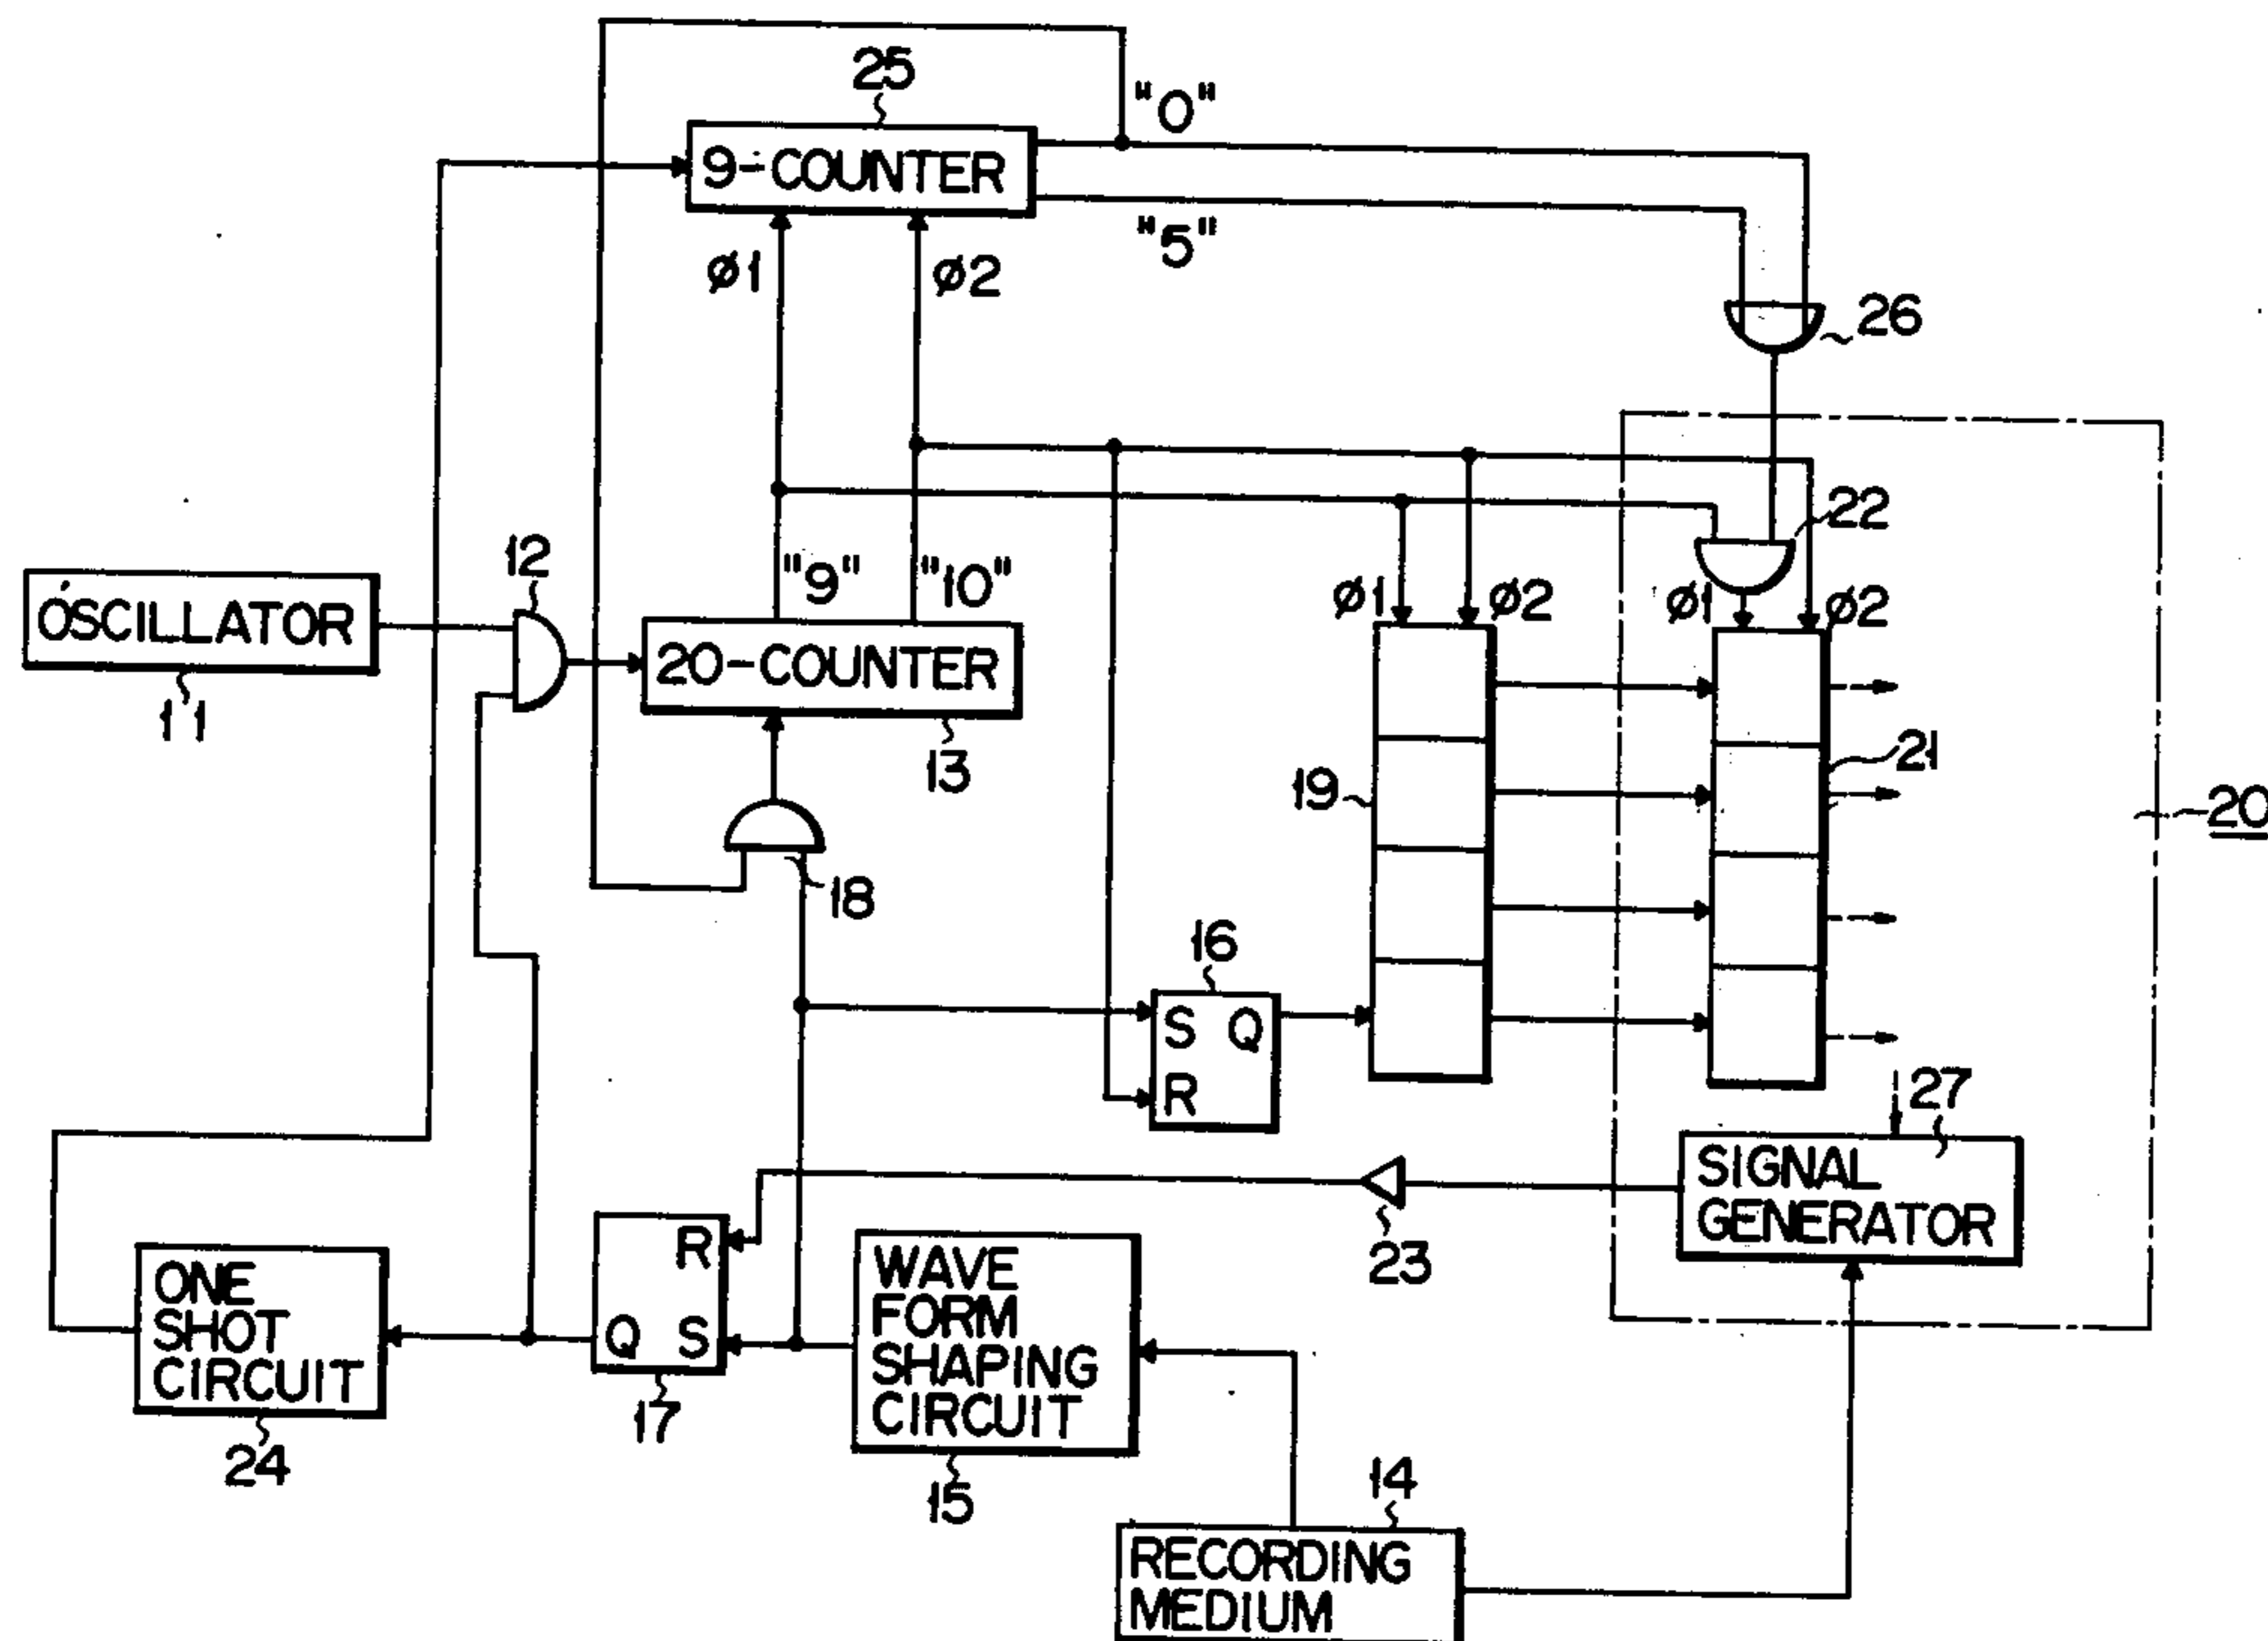 25
"0"
9-COUNTER
"5"
ø1
ø2
26
22
12
"9"
"10"
ø1
ø2
ø1
ø2
OSCILLATOR
20-COUNTER
11
13
21
19
20
18
16
S Q
R
27
SIGNAL
GENERATOR
23
R
Q S
17
ONE
SHOT
CIRCUIT
24
WAVE
FORM
SHAPING
CIRCUIT
15
14
RECORDING
MEDIUM